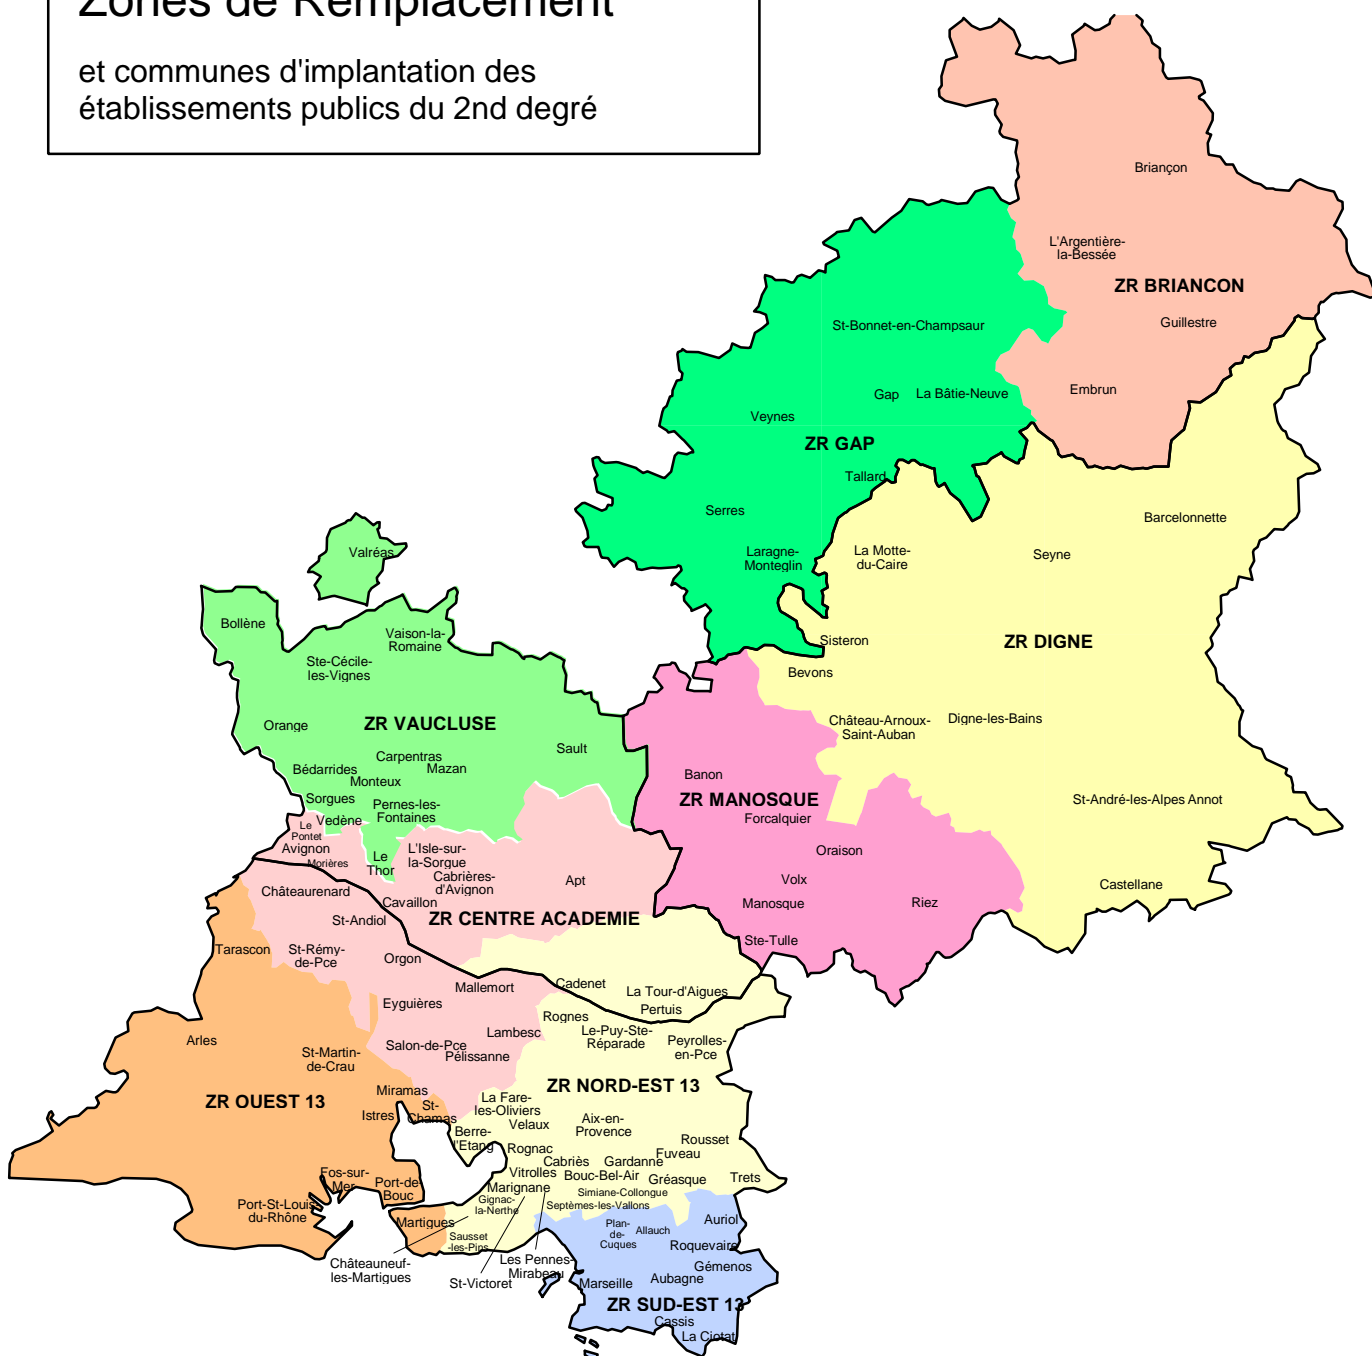 Zones de Remplacement
et communes d'implantation des
établissements publics du 2nd degré
Briançon
L'Argentière-
la-Bessée
ZR BRIANCON
Guillestre
Embrun
St-Bonnet-en-Champsaur
Gap
La Bâtie-Neuve
Veynes
ZR GAP
Tallard
Serres
Laragne-
Monteglin
Barcelonnette
Seyne
La Motte-
du-Caire
ZR DIGNE
Sisteron
Bevons
Château-Arnoux-
Saint-Auban
Digne-les-Bains
St-André-les-Alpes Annot
Castellane
Valréas
Bollène
Vaison-la-
Romaine
Ste-Cécile-
les-Vignes
Orange
ZR VAUCLUSE
Sault
Carpentras
Bédarrides
Mazan
Monteux
Sorgues
Pernes-les-
Fontaines
Vedène
Le
Pontet
Avignon
Morières
Le
Thor
L'Isle-sur-
la-Sorgue
Cabrières-
d'Avignon
Apt
Cavaillon
ZR CENTRE ACADEMIE
Châteaurenard
St-Andiol
St-Rémy-
de-Pce
Orgon
Mallemort
Eyguières
Lambesc
Salon-de-Pce
Pélissanne
Banon
ZR MANOSQUE
Forcalquier
Oraison
Volx
Manosque
Riez
Ste-Tulle
Cadenet
La Tour-d'Aigues
Pertuis
Rognes
Le-Puy-Ste-
Réparade
Peyrolles-
en-Pce
ZR NORD-EST 13
La Fare-
les-Oliviers
Velaux
Aix-en-
Provence
Berre-
l'Etang
Rognac
Rousset
Fuveau
Cabriès
Gardanne
Vitrolles
Bouc-Bel-Air
Gréasque
Trets
Marignane
Simiane-Collongue
Gignac-
la-Nerthe
Septèmes-les-Vallons
Sausset
-les-Pins
Châteauneuf-
les-Martigues
St-Victoret
Les Pennes-
Mirabeau
Tarascon
Arles
St-Martin-
de-Crau
ZR OUEST 13
Miramas
St-
Chamas
Istres
Fos-sur-
Mer
Port-de-
Bouc
Port-St-Louis-
du-Rhône
Martigues
Plan-
de-
Cuques
Allauch
Auriol
Roquevaire
Gémenos
Aubagne
Marseille
ZR SUD-EST 13
Cassis
La Ciotat